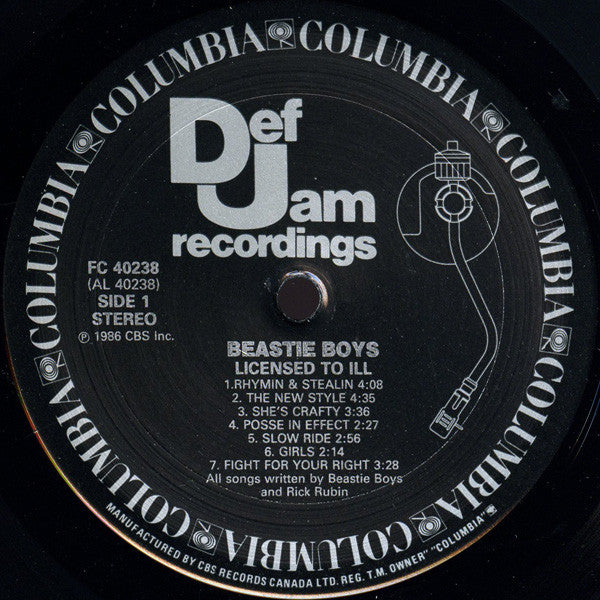 COLUMBIA COLUMBIA COLUMBIA COLUMBIA COLUMBIA COLUMBIA COLUMBIA COLUMBIA COLUMBIA
Def
Jam
recordings
FC 40238
(AL 40238)
SIDE 1
STEREO
℗ 1986 CBS Inc.
BEASTIE BOYS
LICENSED TO ILL
1.RHYMIN & STEALIN 4:08
2. THE NEW STYLE 4:35
3. SHE'S CRAFTY 3:36
4. POSSE IN EFFECT 2:27
5. SLOW RIDE 2:56
6. GIRLS 2:14
7. FIGHT FOR YOUR RIGHT 3:28
All songs written by Beastie Boys
and Rick Rubin
MANUFACTURED BY CBS RECORDS CANADA LTD. REG. T.M. OWNER" "COLUMBIA"